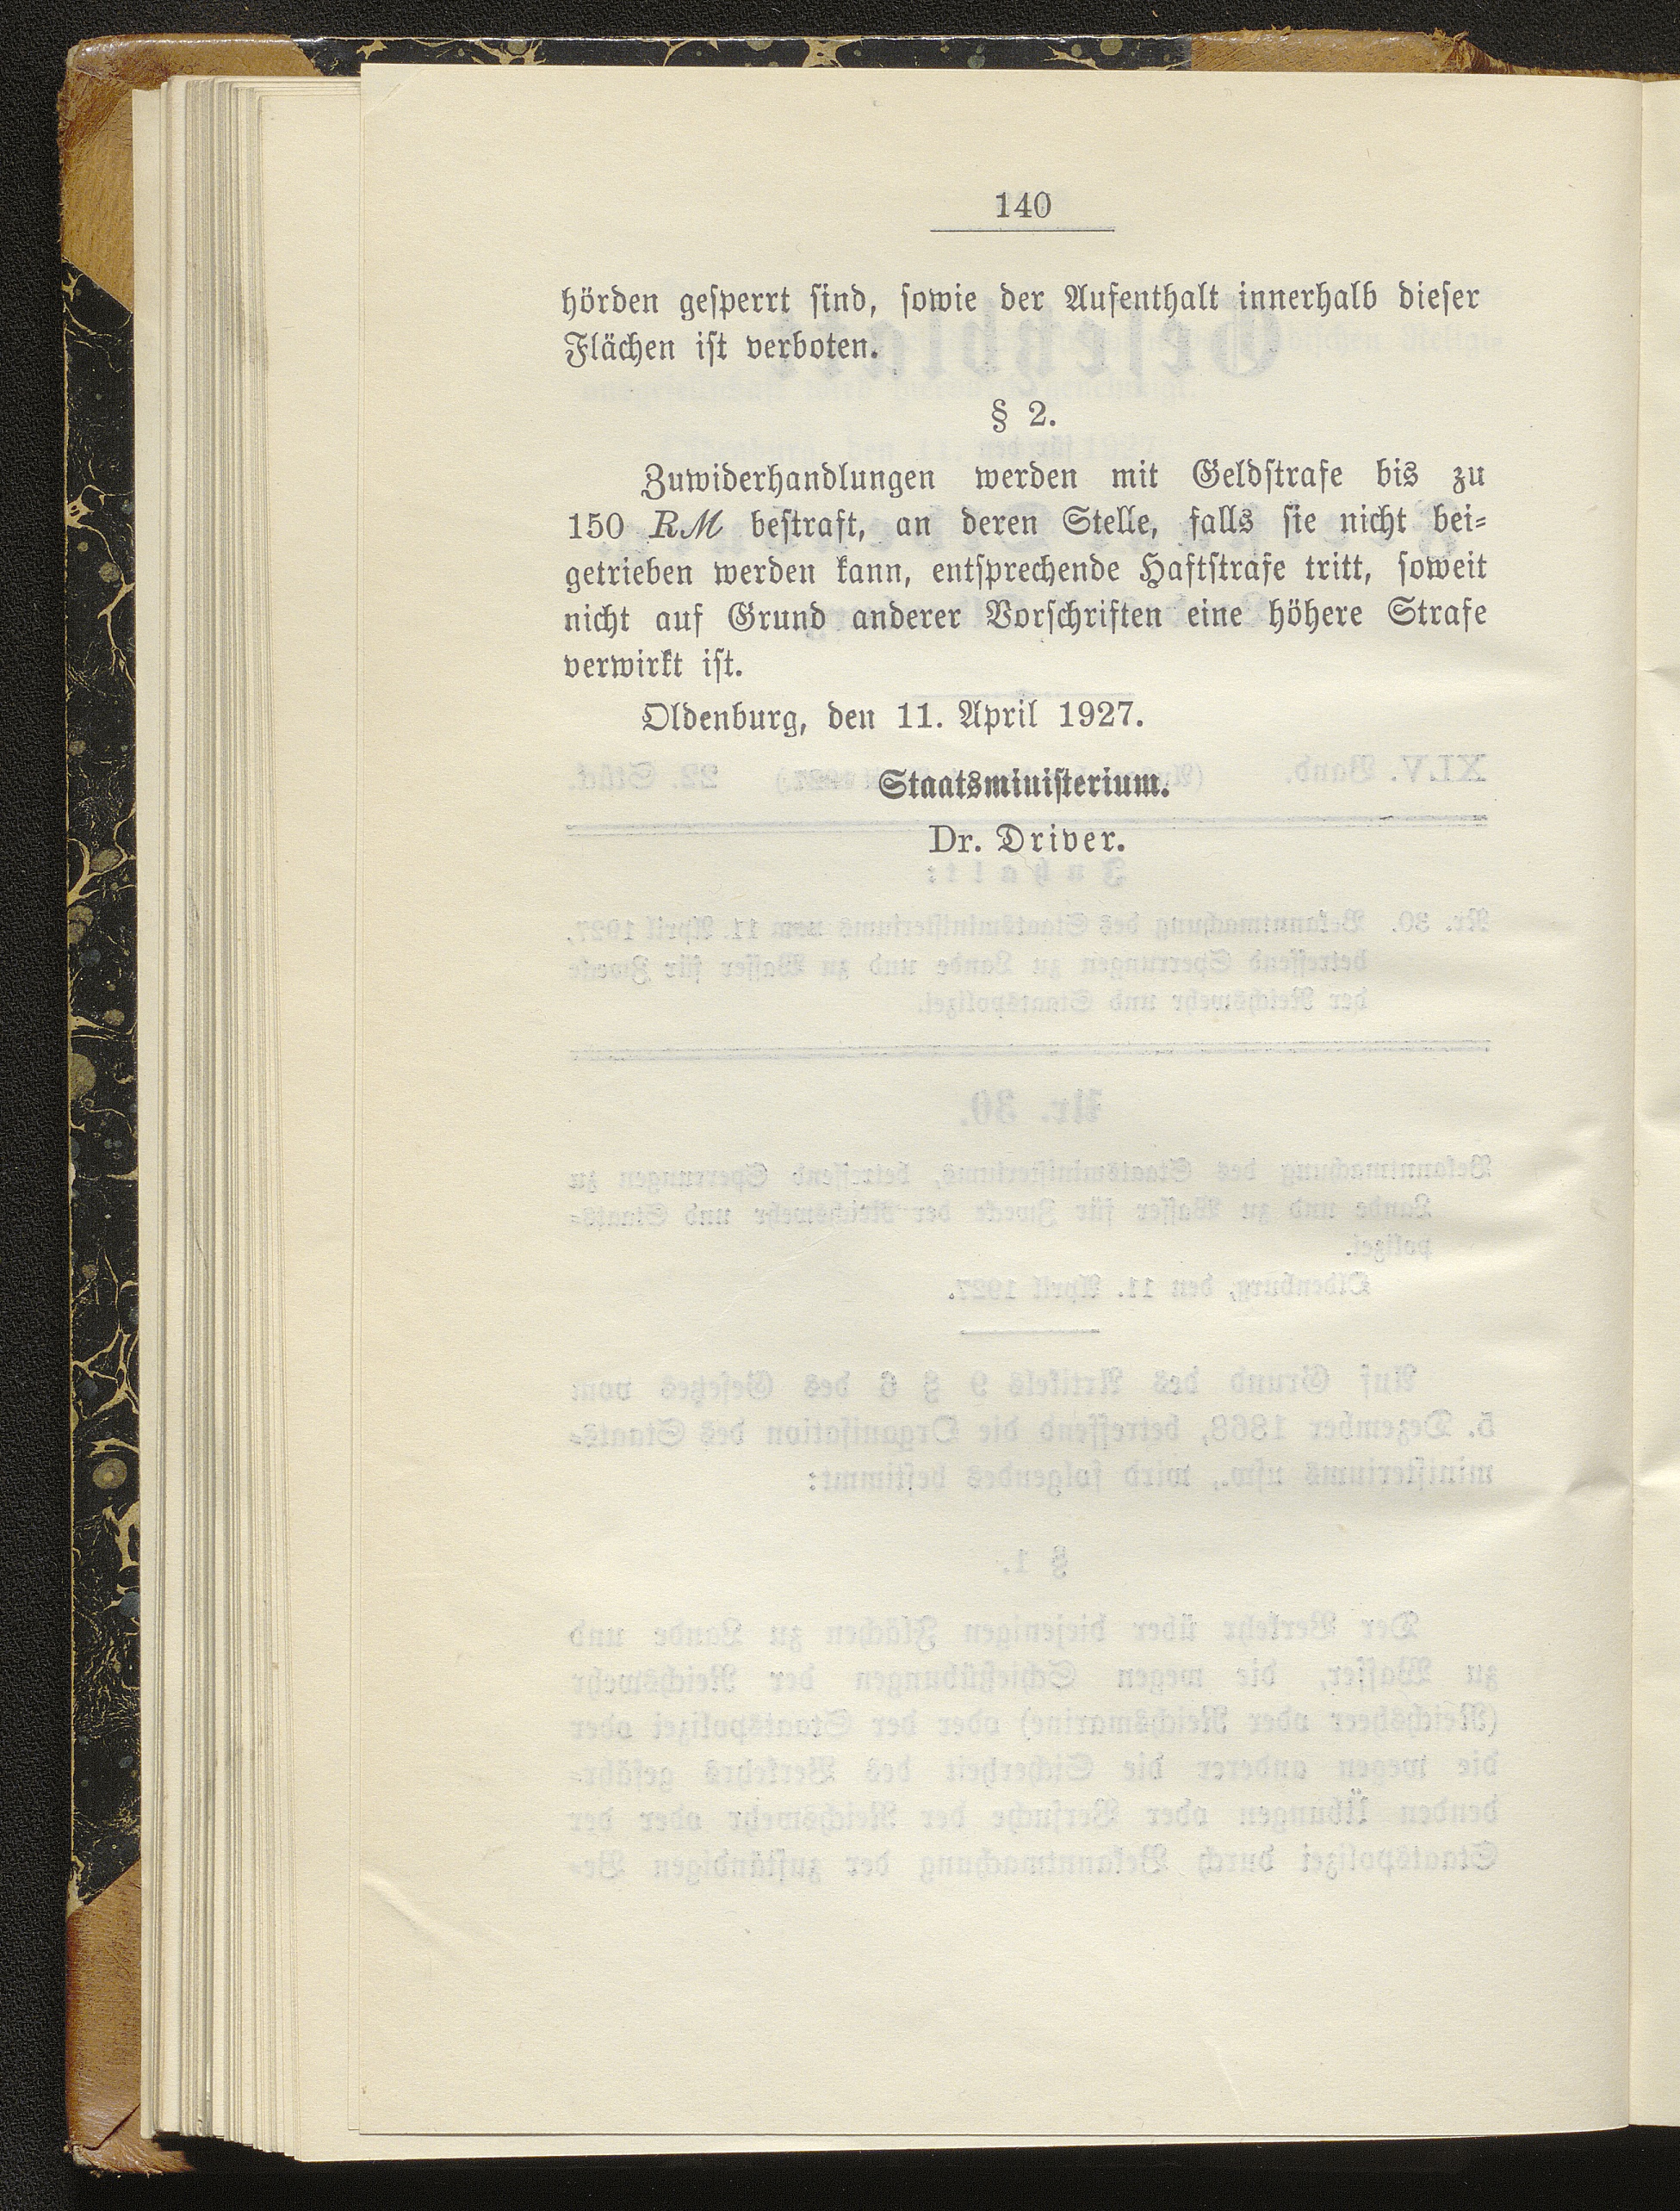 140
hörden gesperrt sind, sowie der Aufenthalt innerhalb dieser
Flächen ist verboten.
§ 2.
Zuwiderhandlungen werden mit Geldstrafe bis zu
150 RM bestraft, an deren Stelle, falls sie nicht bei-
getrieben werden kann, entsprechende Haftstrafe tritt, soweit
nicht auf Grund anderer Vorschriften eine höhere Strafe
verwirkt ist.
Oldenburg, den 11. April 1927.
Staatsministerium.
Dr. Driver.